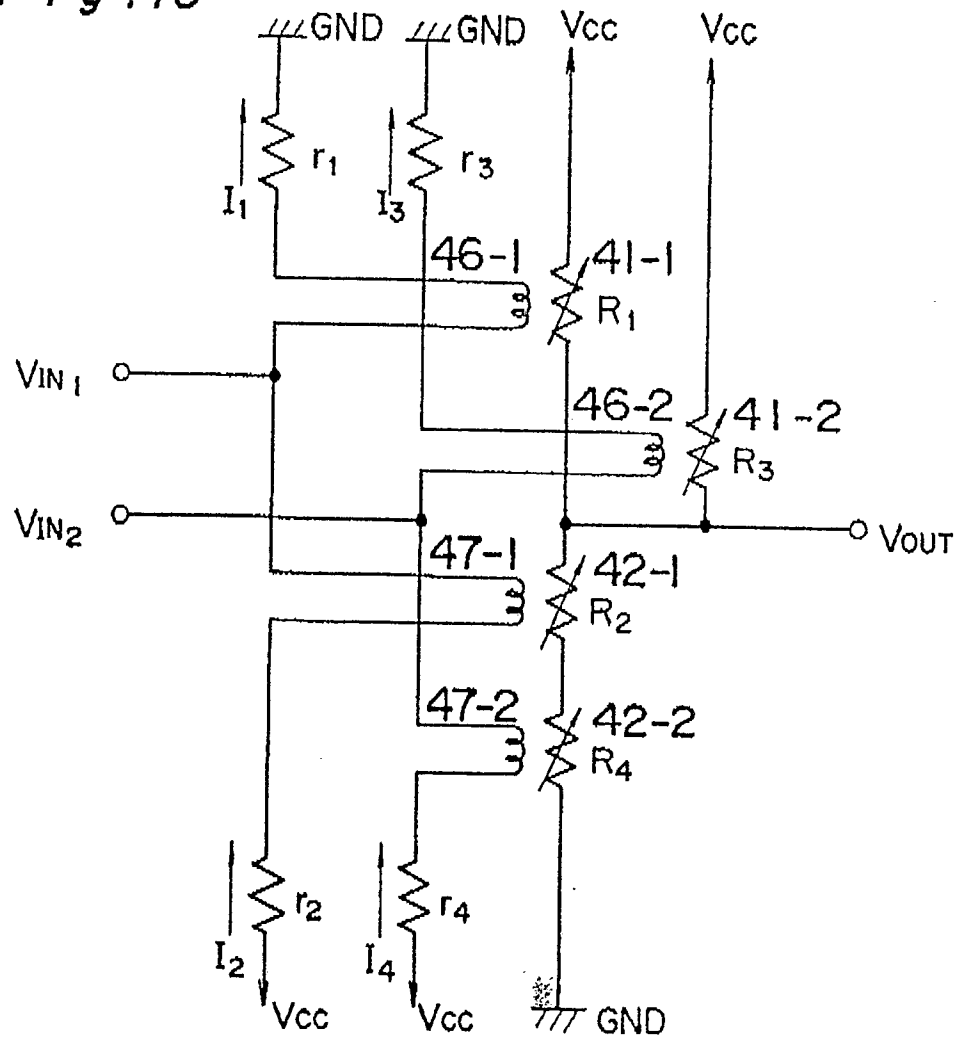 GND GND VCC VCC
r1 r3
I1 I3
46-1 41-1
R1
VIN1
46-2 41-2
R3
VIN2
VOUT
47-1 42-1
R2
47-2 42-2
R4
r2 r4
I2 I4
VCC VCC GND